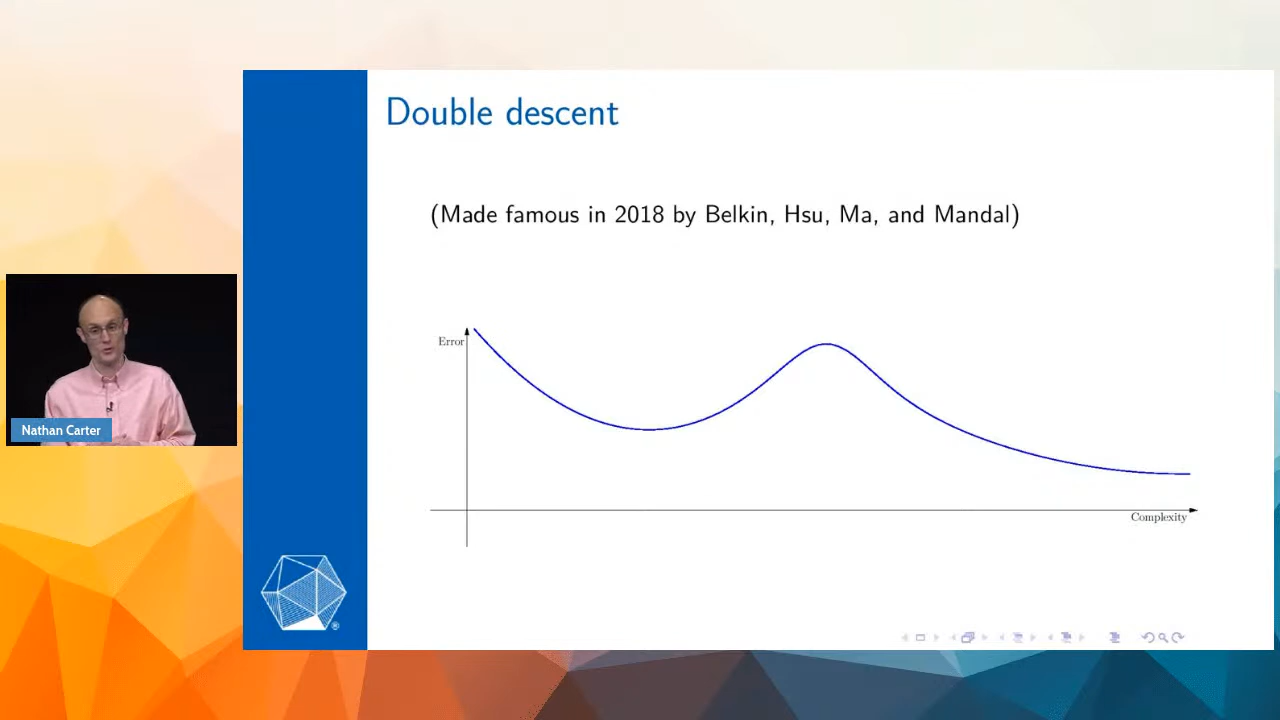 Double descent
(Made famous in 2018 by Belkin, Hsu, Ma, and Mandal)
Error
Complexity
Nathan Carter
®